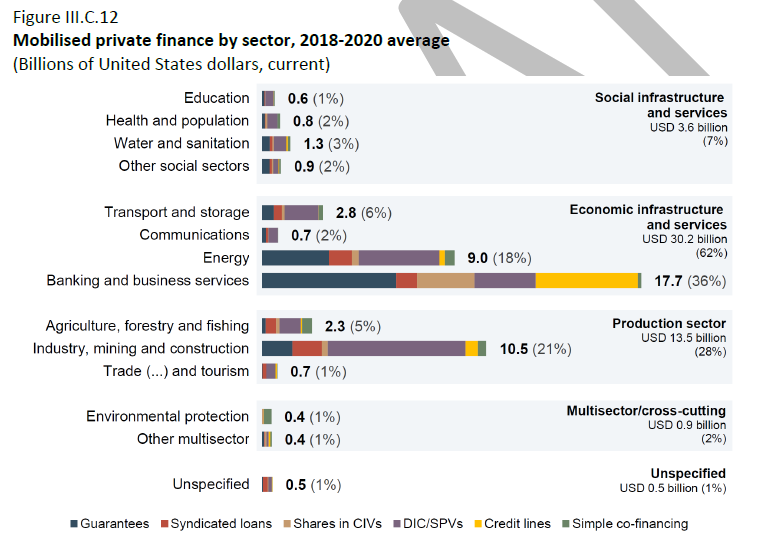 Figure III.C.12
Mobilised private finance by sector, 2018-2020 average
(Billions of United States dollars, current)
Education 0.6 (1%)
Health and population 0.8 (2%)
Water and sanitation 1.3 (3%)
Other social sectors 0.9 (2%)
Social infrastructure
and services
USD 3.6 billion
(7%)
Transport and storage 2.8 (6%)
Communications 0.7 (2%)
Energy 9.0 (18%)
Banking and business services 17.7 (36%)
Economic infrastructure
and services
USD 30.2 billion
(62%)
Agriculture, forestry and fishing 2.3 (5%)
Industry, mining and construction 10.5 (21%)
Trade (...) and tourism 0.7 (1%)
Production sector
USD 13.5 billion
(28%)
Environmental protection 0.4 (1%)
Other multisector 0.4 (1%)
Multisector/cross-cutting
USD 0.9 billion
(2%)
Unspecified 0.5 (1%)
Unspecified
USD 0.5 billion (1%)
Guarantees Syndicated loans Shares in CIVs DIC/SPVs Credit lines Simple co-financing